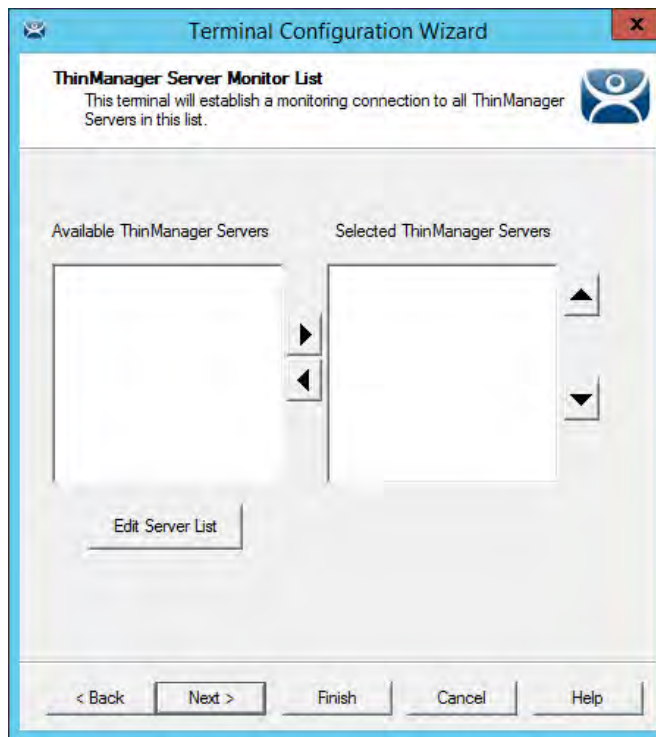 Terminal Configuration Wizard
x
ThinManager Server Monitor List
This terminal will establish a monitoring connection to all ThinManager
Servers in this list.
Available ThinManager Servers
Selected ThinManager Servers
Edit Server List
< Back
Next >
Finish
Cancel
Help